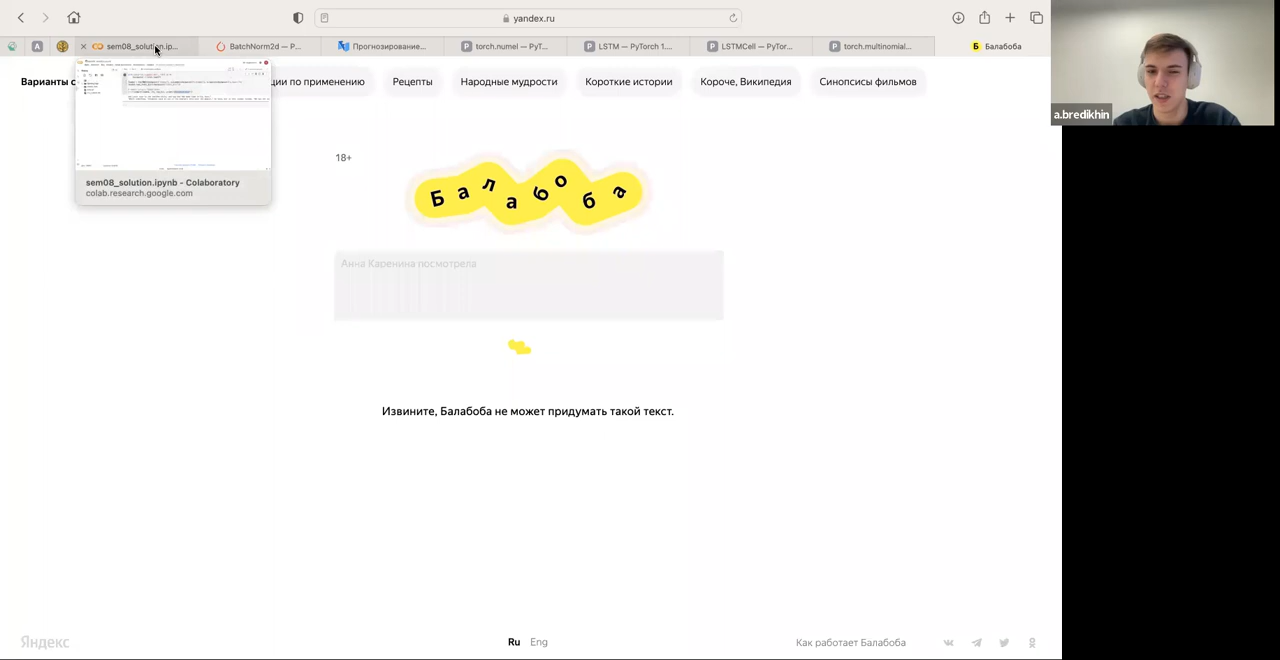 yandex.ru
sem08_solution.ip...
BatchNorm2d — P...
Прогнозирование...
torch.numel — PyT...
LSTM — PyTorch 1....
LSTMCell — PyTor...
torch.multinomial...
Балабоба
Варианты с
ции по применению
Рецепты
Народные мудрости
Короткие истории
Короче, Википедия
Синопсисы фильмов
a.bredikhin
sem08_solution.ipynb - Colaboratory
colab.research.google.com
18+
Балабоба
Анна Каренина посмотрела
Извините, Балабоба не может придумать такой текст.
Яндекс
Ru Eng
Как работает Балабоба